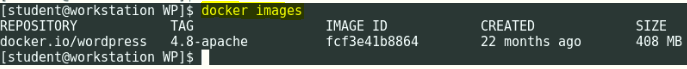 [student@workstation WP]$ docker images
REPOSITORY TAG IMAGE ID CREATED SIZE
docker.io/wordpress 4.8-apache fcf3e41b8864 22 months ago 408 MB
[student@workstation WP]$